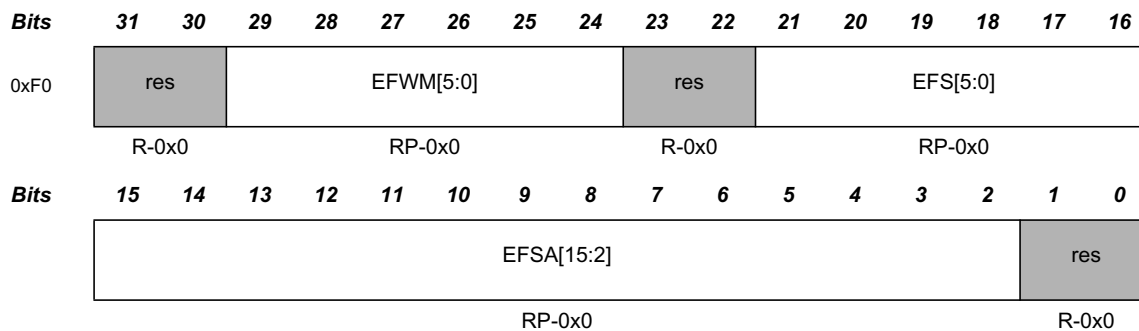 Bits 31 30 29 28 27 26 25 24 23 22 21 20 19 18 17 16
0xF0 res EFWM[5:0] res EFS[5:0]
R-0x0 RP-0x0 R-0x0 RP-0x0
Bits 15 14 13 12 11 10 9 8 7 6 5 4 3 2 1 0
EFSA[15:2] res
RP-0x0 R-0x0